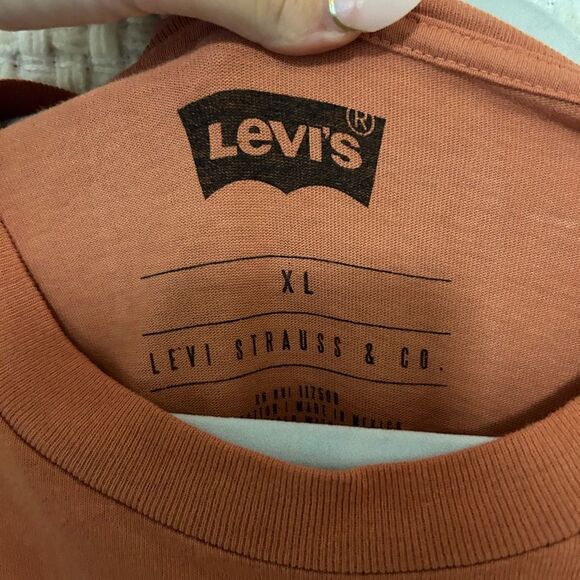 Levi's®
XL
LEVI STRAUSS & CO.
MADE IN MEXICO